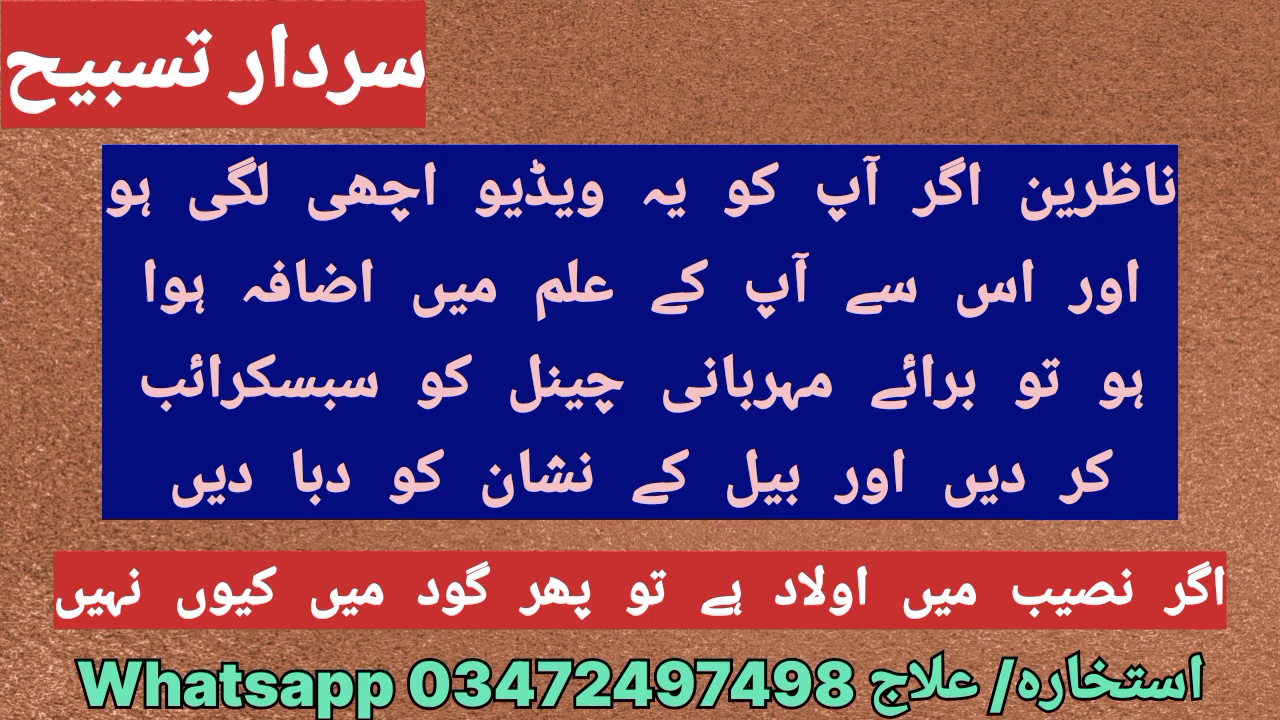 سردار تسبیح
ناظرین اگر آپ کو یہ ویڈیو اچھی لگی ہو
اور اس سے آپ کے علم میں اضافہ ہوا
ہو تو برائے مہربانی چینل کو سبسکرائب
کر دیں اور بیل کے نشان کو دبا دیں
اگر نصیب میں اولاد ہے تو پھر گود میں کیوں نہیں
استخارہ/ علاج Whatsapp 03472497498